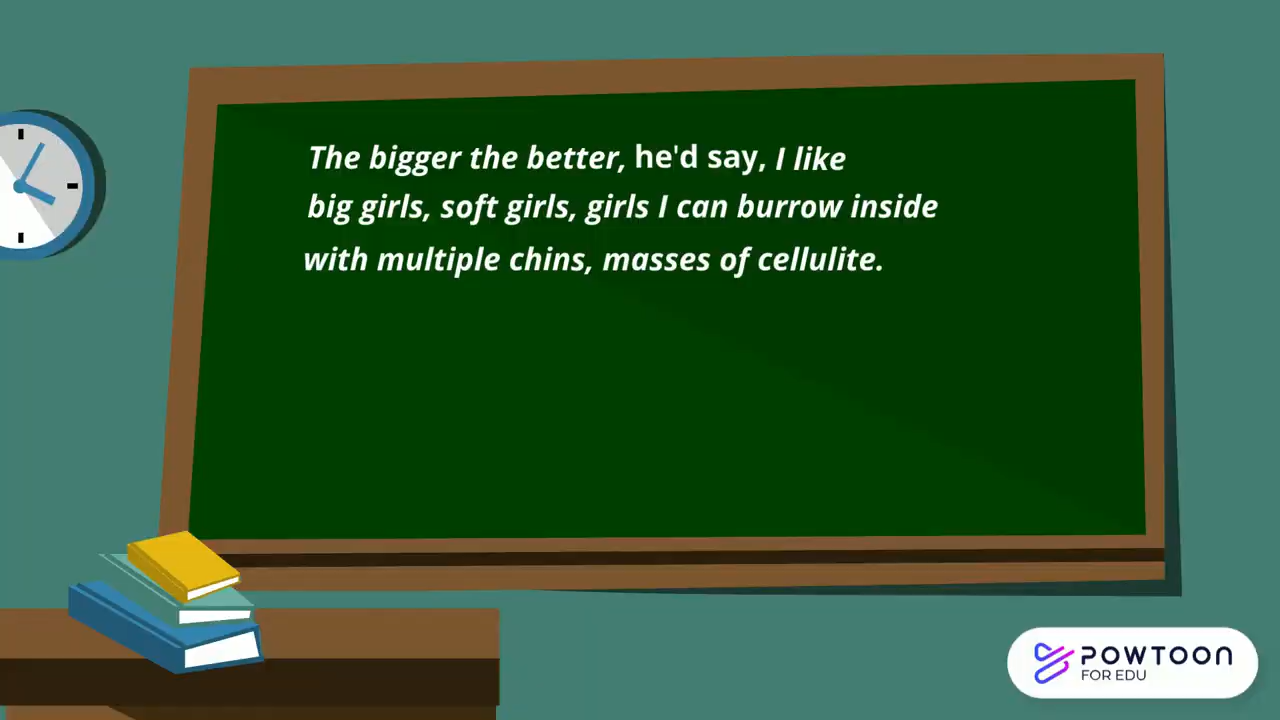 The bigger the better, he'd say, I like
big girls, soft girls, girls I can burrow inside
with multiple chins, masses of cellulite.
POWTOON
FOR EDU